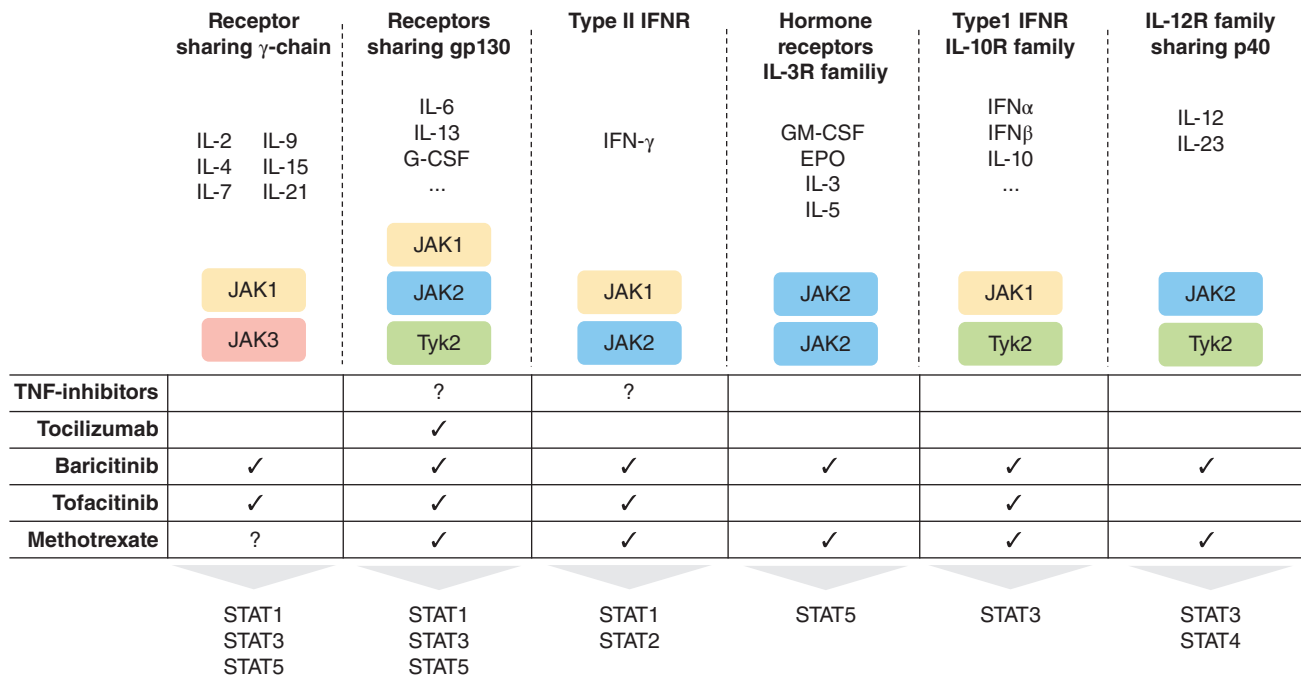 Receptor
sharing γ-chain
Receptors
sharing gp130
Type II IFNR
Hormone
receptors
IL-3R familiy
Type1 IFNR
IL-10R family
IL-12R family
sharing p40
IL-2 IL-9
IL-4 IL-15
IL-7 IL-21
IL-6
IL-13
G-CSF
...
IFN-γ
GM-CSF
EPO
IL-3
IL-5
IFNα
IFNβ
IL-10
...
IL-12
IL-23
JAK1
JAK3
JAK1
JAK2
Tyk2
JAK1
JAK2
JAK2
JAK2
JAK1
Tyk2
JAK2
Tyk2
TNF-inhibitors ? ?
Tocilizumab ✓
Baricitinib ✓ ✓ ✓ ✓ ✓ ✓
Tofacitinib ✓ ✓ ✓ ✓
Methotrexate ? ✓ ✓ ✓ ✓ ✓
STAT1
STAT3
STAT5
STAT1
STAT3
STAT5
STAT1
STAT2
STAT5
STAT3
STAT3
STAT4